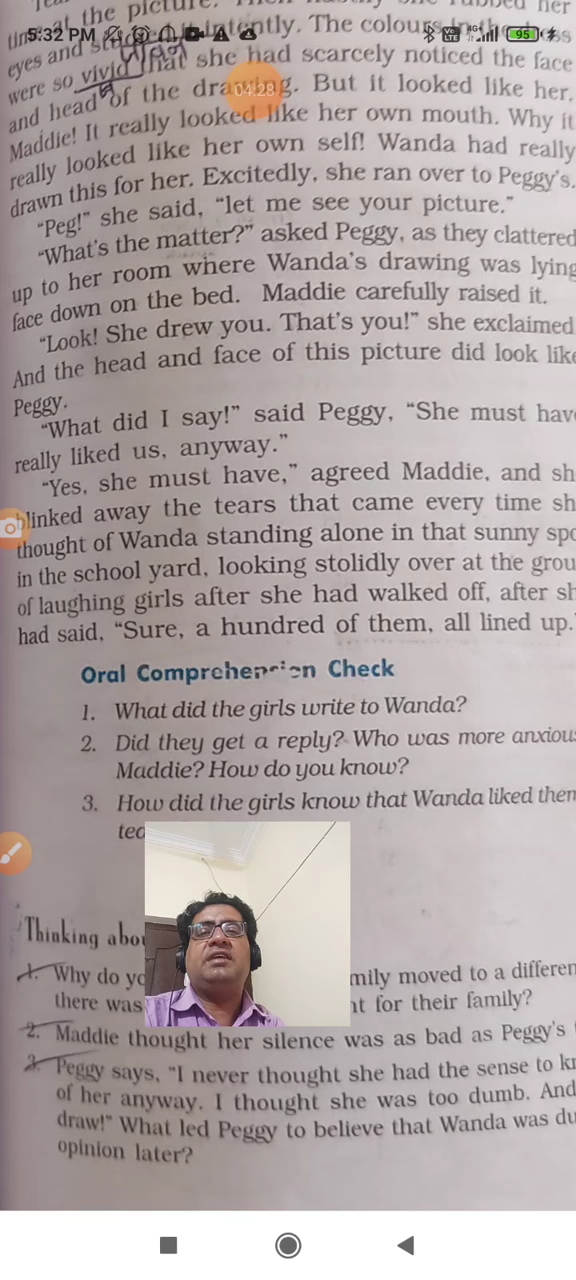 5:32 PM
95
04:28
at the picture.
eyes and intently. The colours
were so vivid that she had scarcely noticed the face
and head of the drawing. But it looked like her,
Maddie! It really looked like her own mouth. Why it
really looked like her own self! Wanda had really
drawn this for her. Excitedly, she ran over to Peggy's.
“Peg!” she said, “let me see your picture.”
“What's the matter?” asked Peggy, as they clattered
up to her room where Wanda's drawing was lying
face down on the bed. Maddie carefully raised it.
“Look! She drew you. That's you!” she exclaimed
And the head and face of this picture did look like
Peggy.
“What did I say!” said Peggy, “She must hav
really liked us, anyway.”
“Yes, she must have,” agreed Maddie, and sh
blinked away the tears that came every time sh
thought of Wanda standing alone in that sunny spo
in the school yard, looking stolidly over at the grou
of laughing girls after she had walked off, after sh
had said, “Sure, a hundred of them, all lined up.
Oral Comprehension Check
1. What did the girls write to Wanda?
2. Did they get a reply? Who was more anxious
Maddie? How do you know?
3. How did the girls know that Wanda liked them
Thinking abo
1. Why do yo mily moved to a differen
there was nt for their family?
2. Maddie thought her silence was as bad as Peggy's
3. Peggy says, “I never thought she had the sense to kn
of her anyway. I thought she was too dumb. And
draw!” What led Peggy to believe that Wanda was du
opinion later?